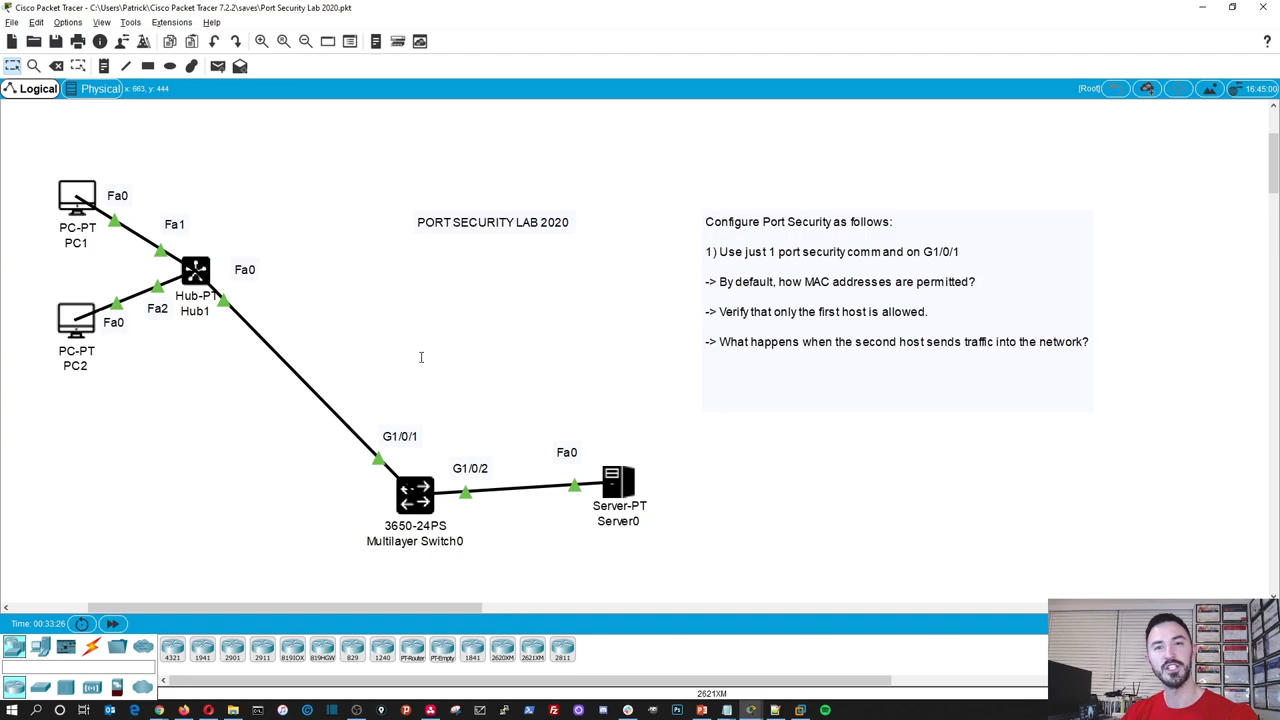 Cisco Packet Tracer - C:\Users\Patrick\Cisco Packet Tracer 7.2.2\saves\Port Security Lab 2020.pkt
File Edit Options View Tools Extensions Help
Logical Physical x: 663, y: 444 [Root] 16:45:00
Fa0
PC-PT
PC1
Fa1
Fa0
Hub-PT
Hub1
Fa2
Fa0
PC-PT
PC2
PORT SECURITY LAB 2020
Configure Port Security as follows:
1) Use just 1 port security command on G1/0/1
-> By default, how MAC addresses are permitted?
-> Verify that only the first host is allowed.
-> What happens when the second host sends traffic into the network?
G1/0/1
G1/0/2
Fa0
3650-24PS
Multilayer Switch0
Server-PT
Server0
Time: 00:33:26
4321 1941 2901 2911 819IOX 819HGW 829 1240 PT-Router PT-Empty 1841 2620XM 2621XM 2811
2621XM